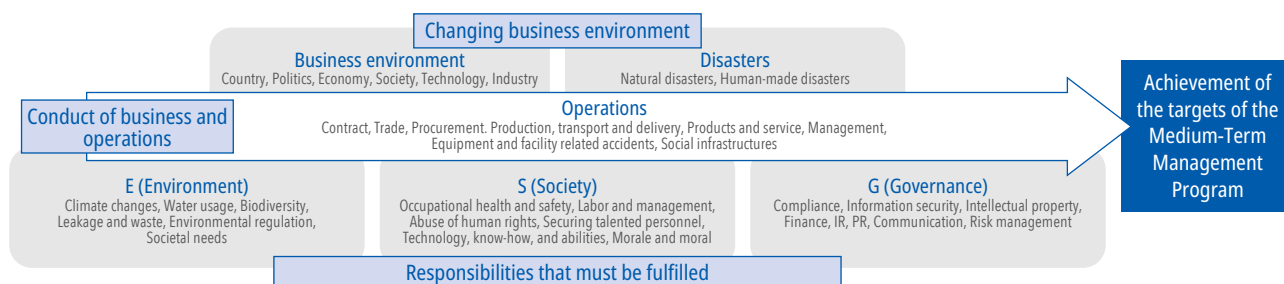 Changing business environment
Business environment
Country, Politics, Economy, Society, Technology, Industry
Disasters
Natural disasters, Human-made disasters
Conduct of business and
operations
Operations
Contract, Trade, Procurement. Production, transport and delivery, Products and service, Management,
Equipment and facility related accidents, Social infrastructures
Achievement of
the targets of the
Medium-Term
Management
Program
E (Environment)
Climate changes, Water usage, Biodiversity,
Leakage and waste, Environmental regulation,
Societal needs
S (Society)
Occupational health and safety, Labor and management,
Abuse of human rights, Securing talented personnel,
Technology, know-how, and abilities, Morale and moral
G (Governance)
Compliance, Information security, Intellectual property,
Finance, IR, PR, Communication, Risk management
Responsibilities that must be fulfilled